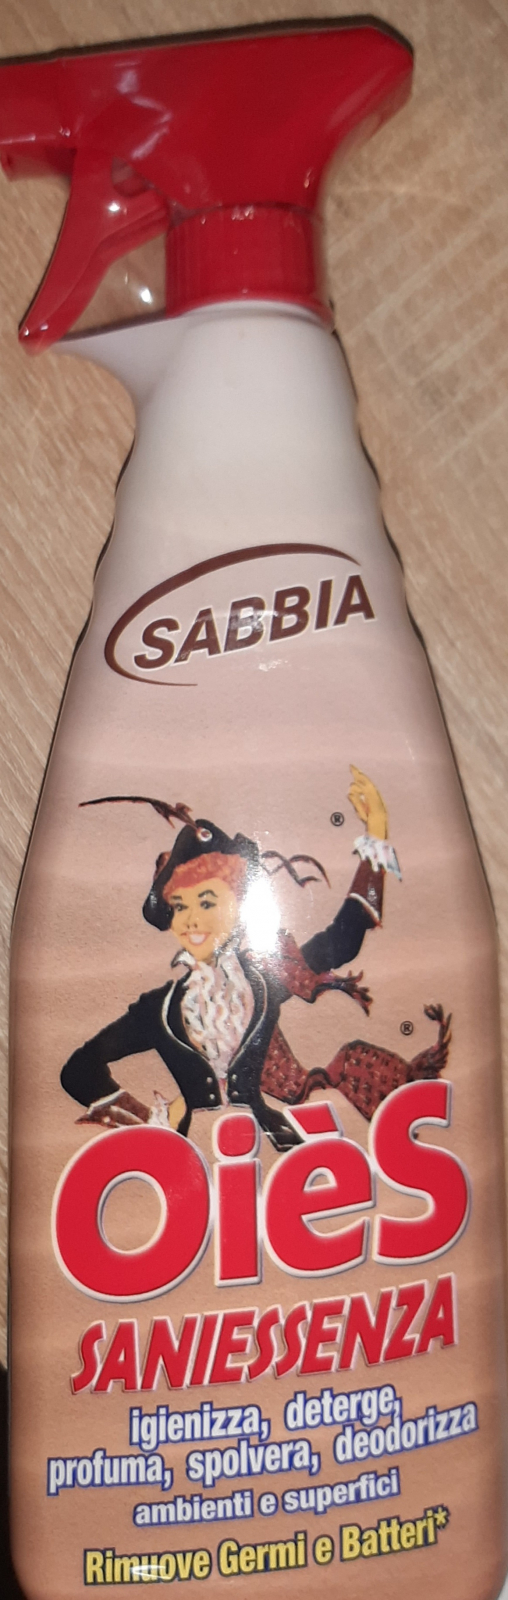 SABBIA
®
®
OièS
SANIESSENZA
igienizza, deterge,
profuma, spolvera, deodorizza
ambienti e superfici
Rimuove Germi e Batteri*